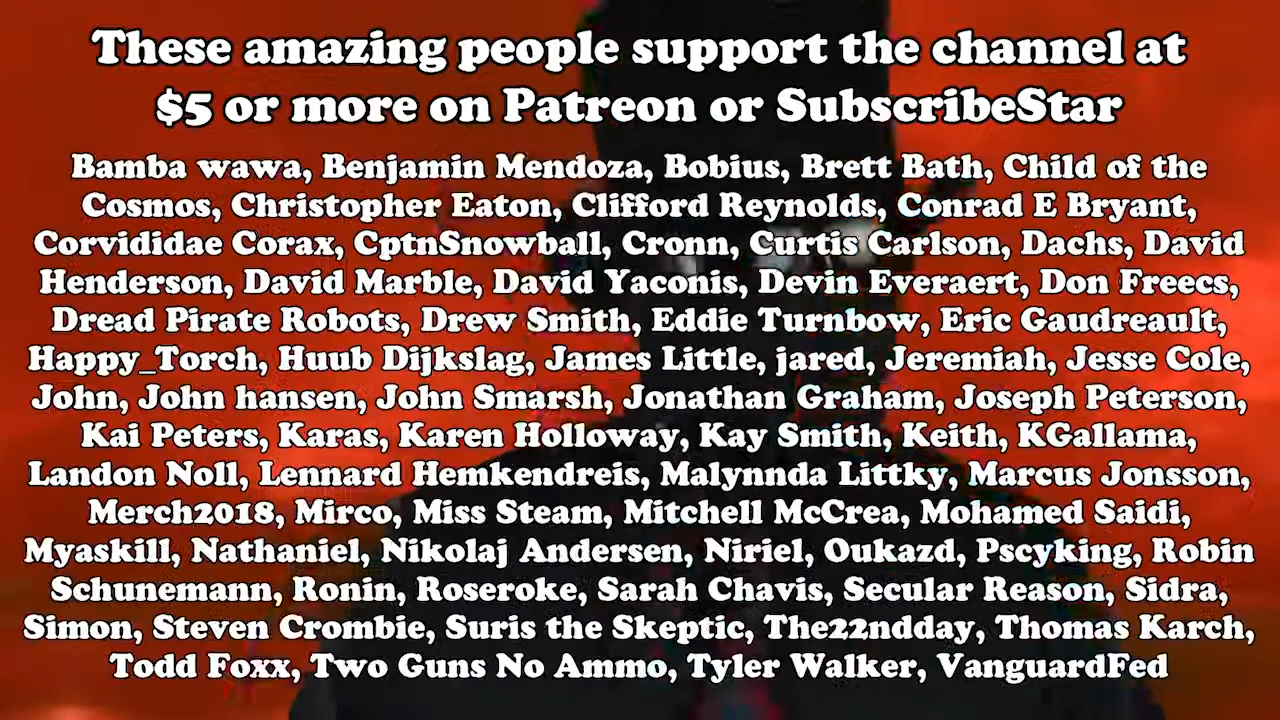 These amazing people support the channel at
$5 or more on Patreon or SubscribeStar
Bamba wawa, Benjamin Mendoza, Bobius, Brett Bath, Child of the
Cosmos, Christopher Eaton, Clifford Reynolds, Conrad E Bryant,
Corvididae Corax, CptnSnowball, Cronn, Curtis Carlson, Dachs, David
Henderson, David Marble, David Yaconis, Devin Everaert, Don Freecs,
Dread Pirate Robots, Drew Smith, Eddie Turnbow, Eric Gaudreault,
Happy_Torch, Huub Dijkslag, James Little, jared, Jeremiah, Jesse Cole,
John, John hansen, John Smarsh, Jonathan Graham, Joseph Peterson,
Kai Peters, Karas, Karen Holloway, Kay Smith, Keith, KGallama,
Landon Noll, Lennard Hemkendreis, Malynnda Littky, Marcus Jonsson,
Merch2018, Mirco, Miss Steam, Mitchell McCrea, Mohamed Saidi,
Myaskill, Nathaniel, Nikolaj Andersen, Niriel, Oukazd, Pscyking, Robin
Schunemann, Ronin, Roseroke, Sarah Chavis, Secular Reason, Sidra,
Simon, Steven Crombie, Suris the Skeptic, The22ndday, Thomas Karch,
Todd Foxx, Two Guns No Ammo, Tyler Walker, VanguardFed